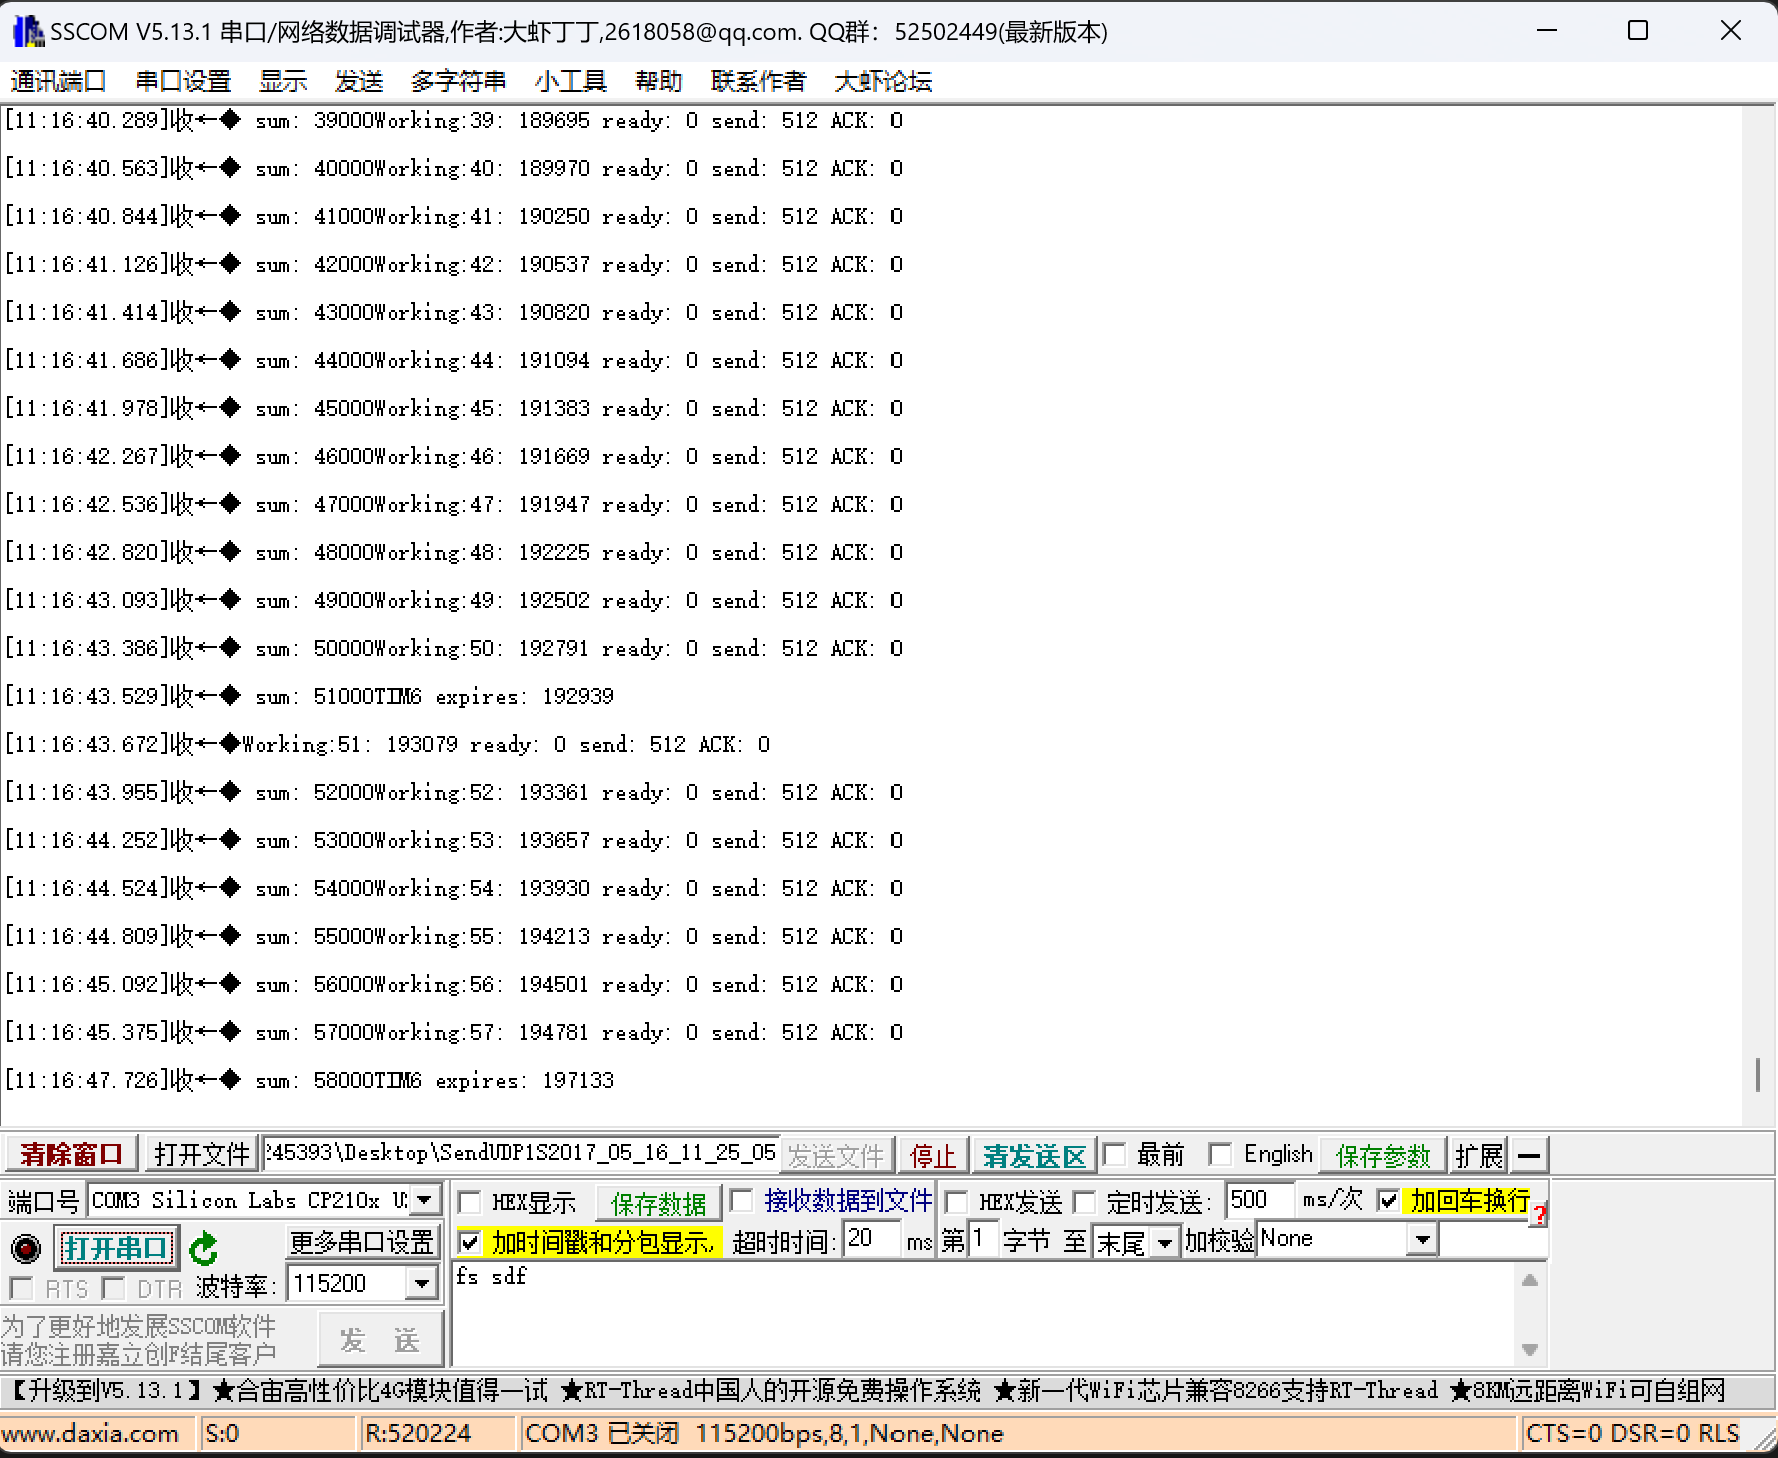 SSCOM V5.13.1 串口/网络数据调试器,作者:大虾丁丁,2618058@qq.com. QQ群：52502449(最新版本)
通讯端口 串口设置 显示 发送 多字符串 小工具 帮助 联系作者 大虾论坛
[11:16:40.289]收←◆ sum: 39000Working:39: 189695 ready: 0 send: 512 ACK: 0
[11:16:40.563]收←◆ sum: 40000Working:40: 189970 ready: 0 send: 512 ACK: 0
[11:16:40.844]收←◆ sum: 41000Working:41: 190250 ready: 0 send: 512 ACK: 0
[11:16:41.126]收←◆ sum: 42000Working:42: 190537 ready: 0 send: 512 ACK: 0
[11:16:41.414]收←◆ sum: 43000Working:43: 190820 ready: 0 send: 512 ACK: 0
[11:16:41.686]收←◆ sum: 44000Working:44: 191094 ready: 0 send: 512 ACK: 0
[11:16:41.978]收←◆ sum: 45000Working:45: 191383 ready: 0 send: 512 ACK: 0
[11:16:42.267]收←◆ sum: 46000Working:46: 191669 ready: 0 send: 512 ACK: 0
[11:16:42.536]收←◆ sum: 47000Working:47: 191947 ready: 0 send: 512 ACK: 0
[11:16:42.820]收←◆ sum: 48000Working:48: 192225 ready: 0 send: 512 ACK: 0
[11:16:43.093]收←◆ sum: 49000Working:49: 192502 ready: 0 send: 512 ACK: 0
[11:16:43.386]收←◆ sum: 50000Working:50: 192791 ready: 0 send: 512 ACK: 0
[11:16:43.529]收←◆ sum: 51000TIM6 expires: 192939
[11:16:43.672]收←◆Working:51: 193079 ready: 0 send: 512 ACK: 0
[11:16:43.955]收←◆ sum: 52000Working:52: 193361 ready: 0 send: 512 ACK: 0
[11:16:44.252]收←◆ sum: 53000Working:53: 193657 ready: 0 send: 512 ACK: 0
[11:16:44.524]收←◆ sum: 54000Working:54: 193930 ready: 0 send: 512 ACK: 0
[11:16:44.809]收←◆ sum: 55000Working:55: 194213 ready: 0 send: 512 ACK: 0
[11:16:45.092]收←◆ sum: 56000Working:56: 194501 ready: 0 send: 512 ACK: 0
[11:16:45.375]收←◆ sum: 57000Working:57: 194781 ready: 0 send: 512 ACK: 0
[11:16:47.726]收←◆ sum: 58000TIM6 expires: 197133
清除窗口 打开文件 45393\Desktop\SendUDP1S2017_05_16_11_25_05 发送文件 停止 清发送区 最前 English 保存参数 扩展 —
端口号 COM3 Silicon Labs CP210x HEX显示 保存数据 接收数据到文件 HEX发送 定时发送: 500 ms/次 加回车换行 ?
打开串口 更多串口设置 加时间戳和分包显示, 超时时间: 20 ms 第 1 字节 至 末尾 加校验 None
RTS DTR 波特率: 115200
fs sdf
为了更好地发展SSCOM软件
请您注册嘉立创F结尾客户
发 送
【升级到V5.13.1】★合宙高性价比4G模块值得一试 ★RT-Thread中国人的开源免费操作系统 ★新一代WiFi芯片兼容8266支持RT-Thread ★8KM远距离WiFi可自组网
www.daxia.com S:0 R:520224 COM3 已关闭 115200bps,8,1,None,None CTS=0 DSR=0 RLS